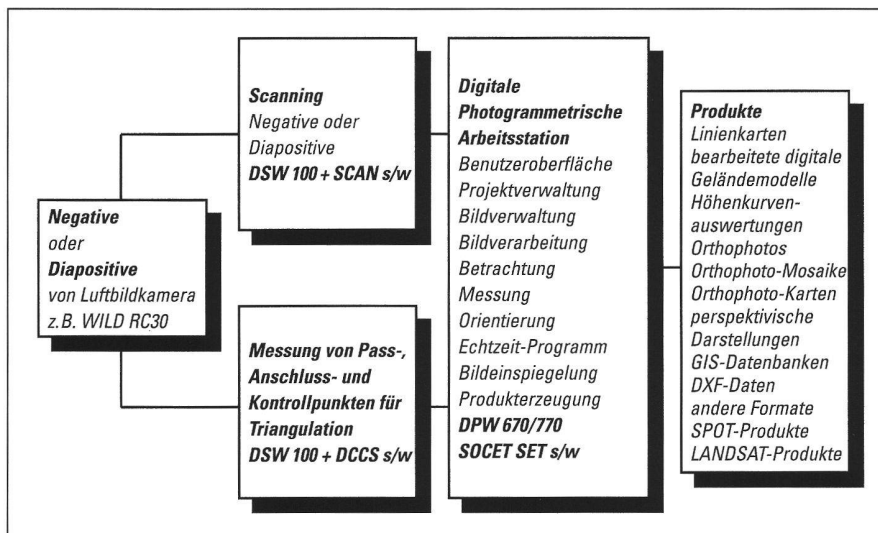 Negative
oder
Diapositive
von Luftbildkamera
z.B. WILD RC30
Scanning
Negative oder
Diapositive
DSW 100 + SCAN s/w
Messung von Pass-,
Anschluss- und
Kontrollpunkten für
Triangulation
DSW 100 + DCCS s/w
Digitale
Photogrammetrische
Arbeitsstation
Benutzeroberfläche
Projektverwaltung
Bildverwaltung
Bildverarbeitung
Betrachtung
Messung
Orientierung
Echtzeit-Programm
Bildeinspiegelung
Produkterzeugung
DPW 670/770
SOCET SET s/w
Produkte
Linienkarten
bearbeitete digitale
Geländemodelle
Höhenkurven-
auswertungen
Orthophotos
Orthophoto-Mosaike
Orthophoto-Karten
perspektivische
Darstellungen
GIS-Datenbanken
DXF-Daten
andere Formate
SPOT-Produkte
LANDSAT-Produkte